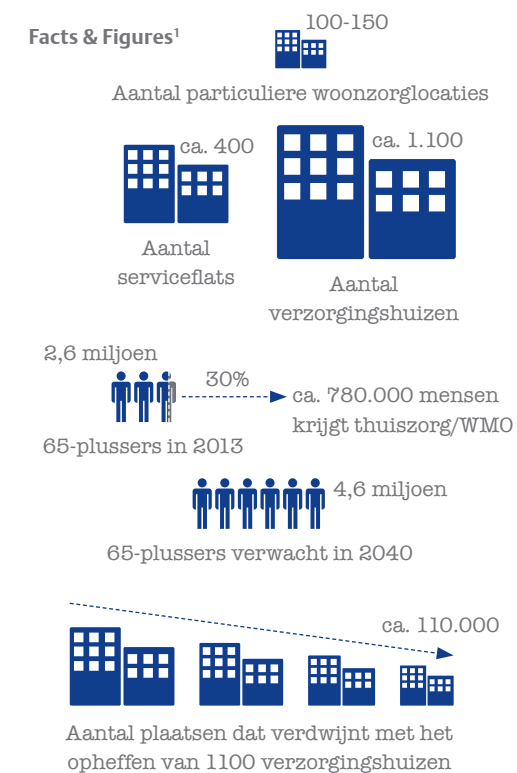 Facts & Figures¹
100-150
Aantal particuliere woonzorglocaties
ca. 400
Aantal
serviceflats
ca. 1.100
Aantal
verzorgingshuizen
2,6 miljoen
65-plussers in 2013
30%
ca. 780.000 mensen
krijgt thuiszorg/WMO
4,6 miljoen
65-plussers verwacht in 2040
ca. 110.000
Aantal plaatsen dat verdwijnt met het
opheffen van 1100 verzorgingshuizen